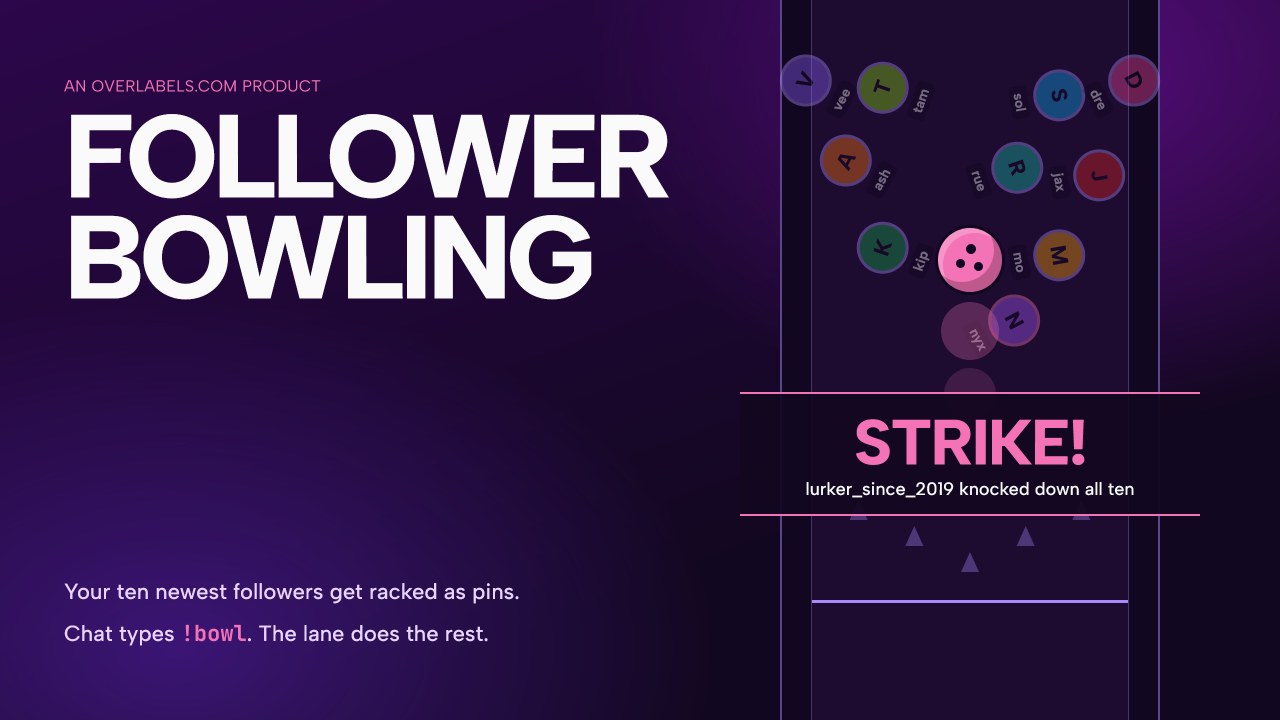 AN OVERLABELS.COM PRODUCT
FOLLOWER
BOWLING
Your ten newest followers get racked as pins.
Chat types !bowl. The lane does the rest.
V
vee
T
tam
sol
S
dre
D
A
ash
rue
R
jax
J
K
kip
mo
M
nyx
N
STRIKE!
lurker_since_2019 knocked down all ten